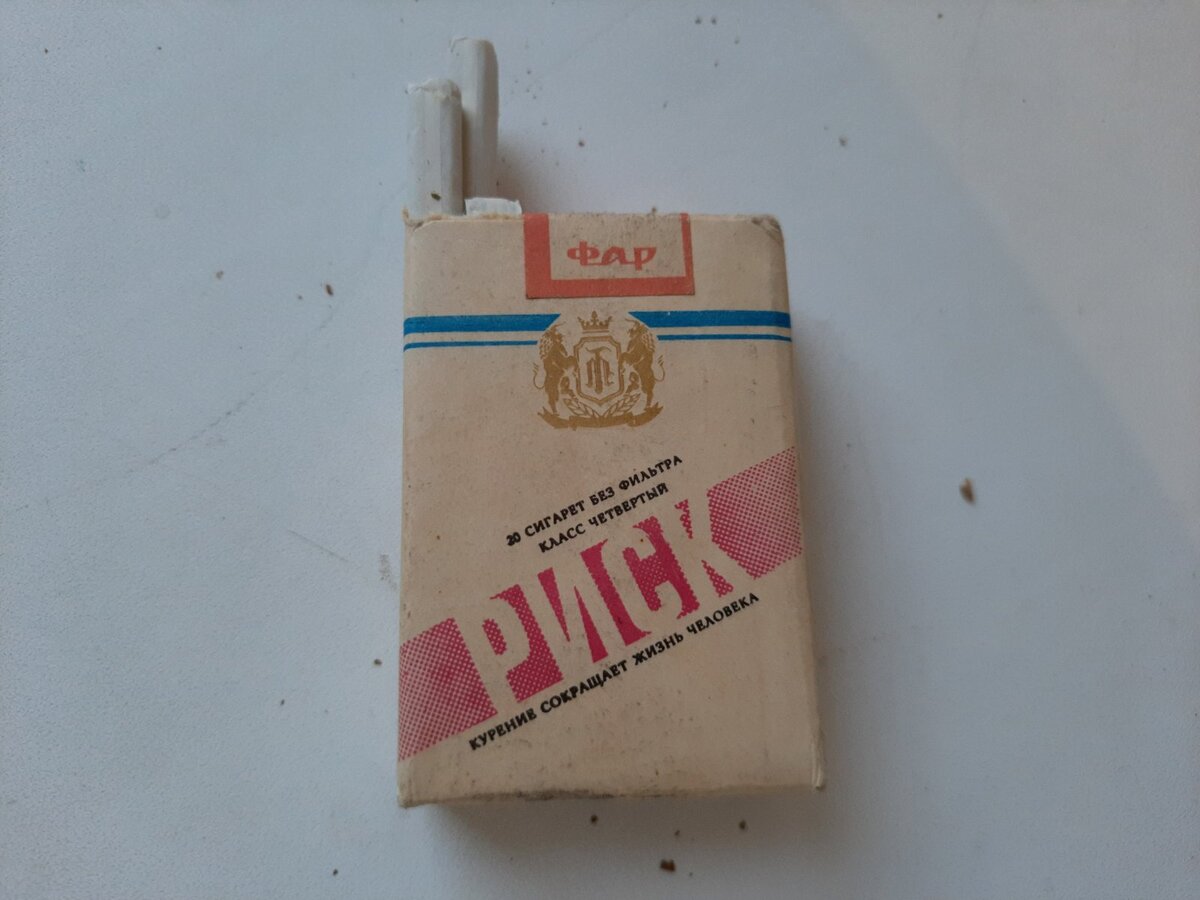 ФАР
20 СИГАРЕТ БЕЗ ФИЛЬТРА
КЛАСС ЧЕТВЕРТЫЙ
РИСК
КУРЕНИЕ СОКРАЩАЕТ ЖИЗНЬ ЧЕЛОВЕКА